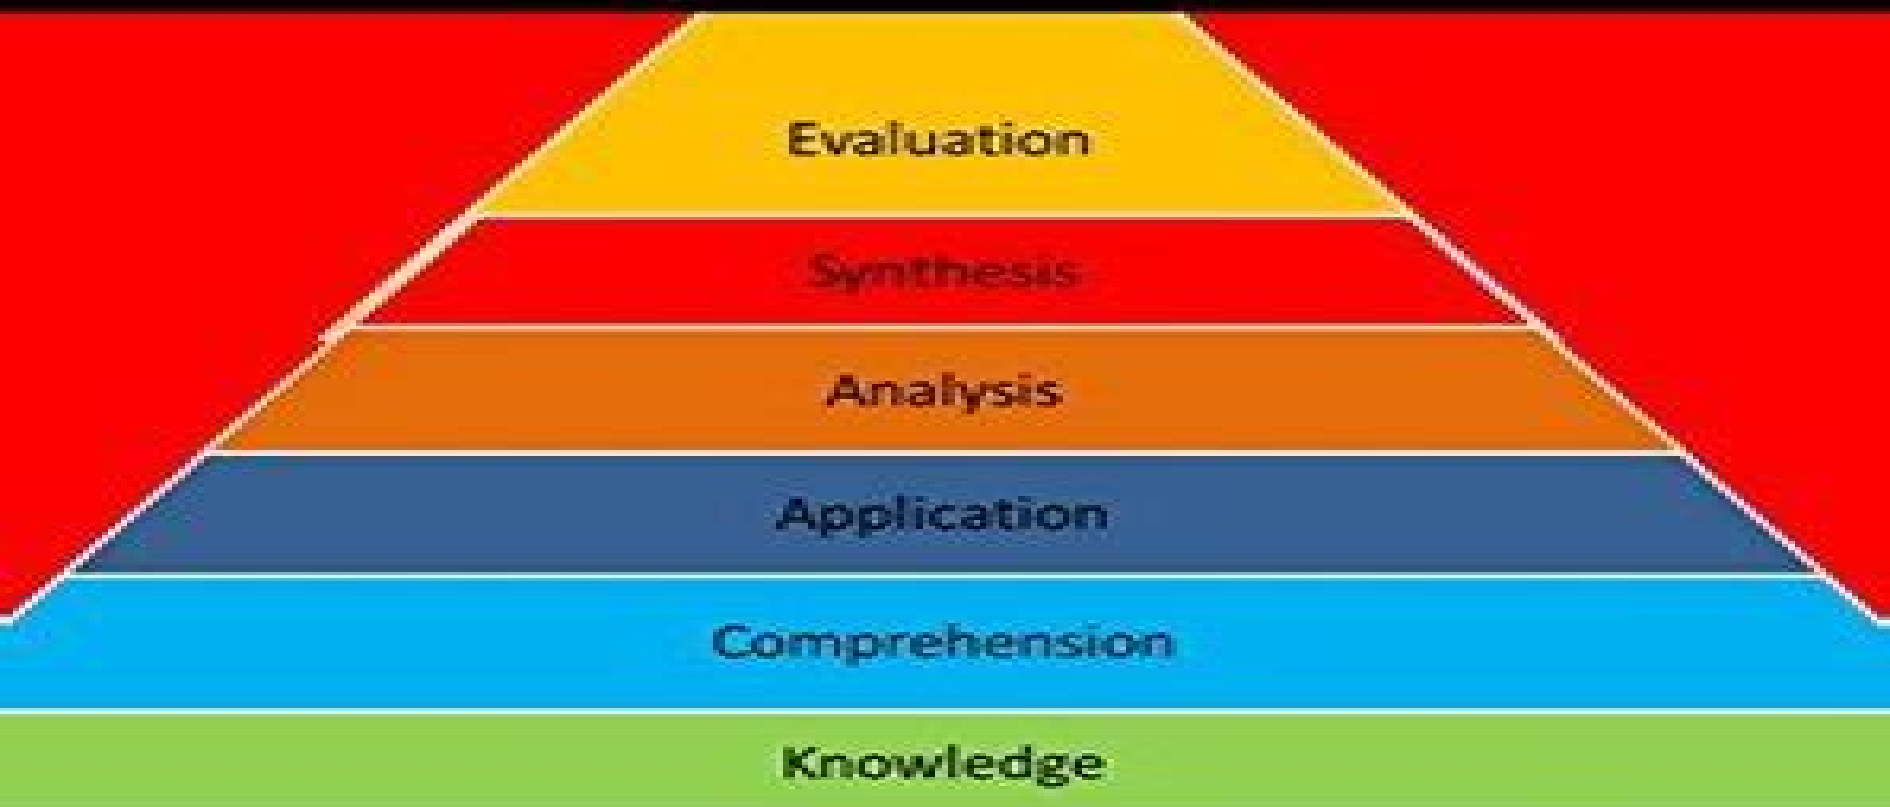 Evaluation
Synthesis
Analysis
Application
Comprehension
Knowledge